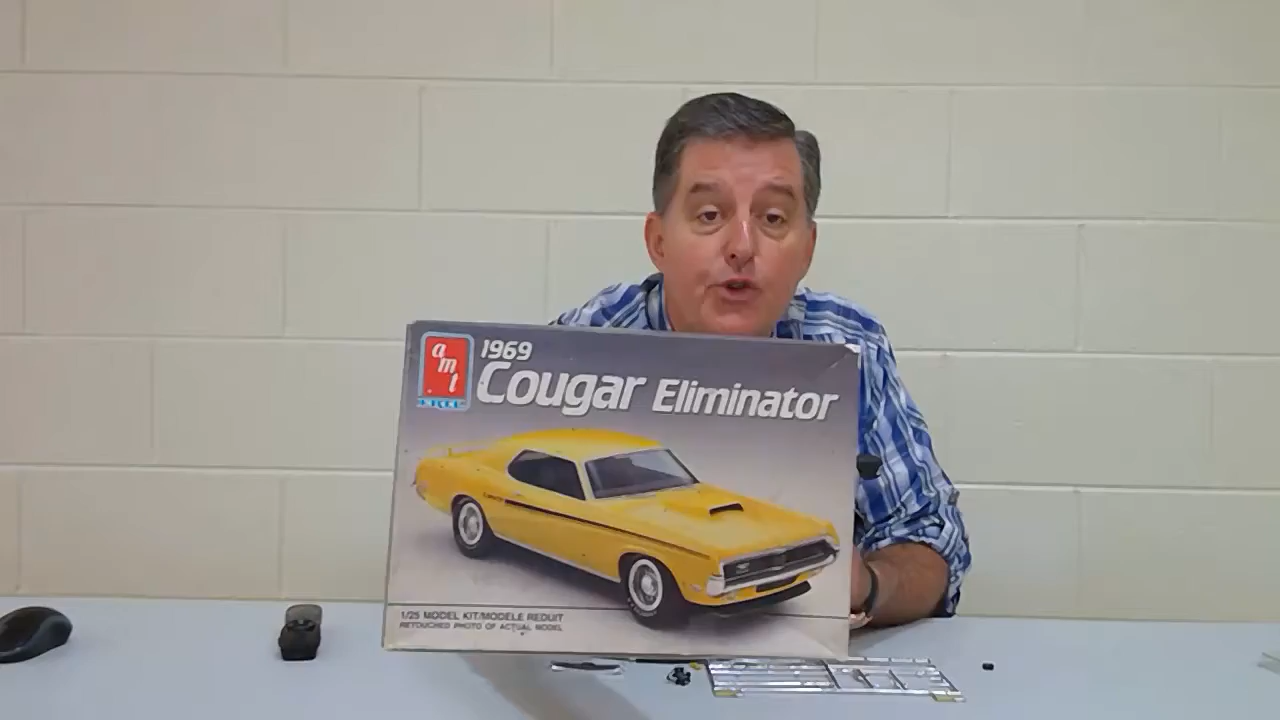 amt
ERTL
1969
Cougar Eliminator
1/25 MODEL KIT/MODELE REDUIT
RETOUCHED PHOTO OF ACTUAL MODEL